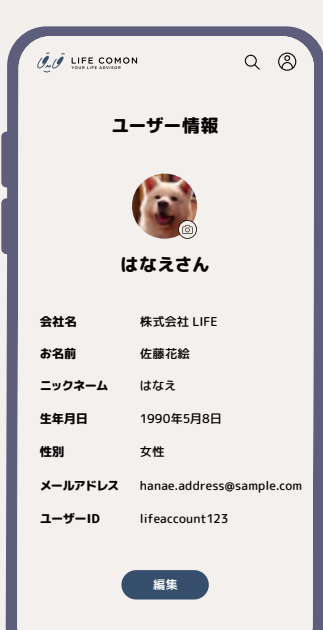 LIFE COMON
YOUR LIFE ADVISOR
ユーザー情報
はなえさん
会社名 株式会社 LIFE
お名前 佐藤花絵
ニックネーム はなえ
生年月日 1990年5月8日
性別 女性
メールアドレス hanae.address@sample.com
ユーザーID lifeaccount123
編集